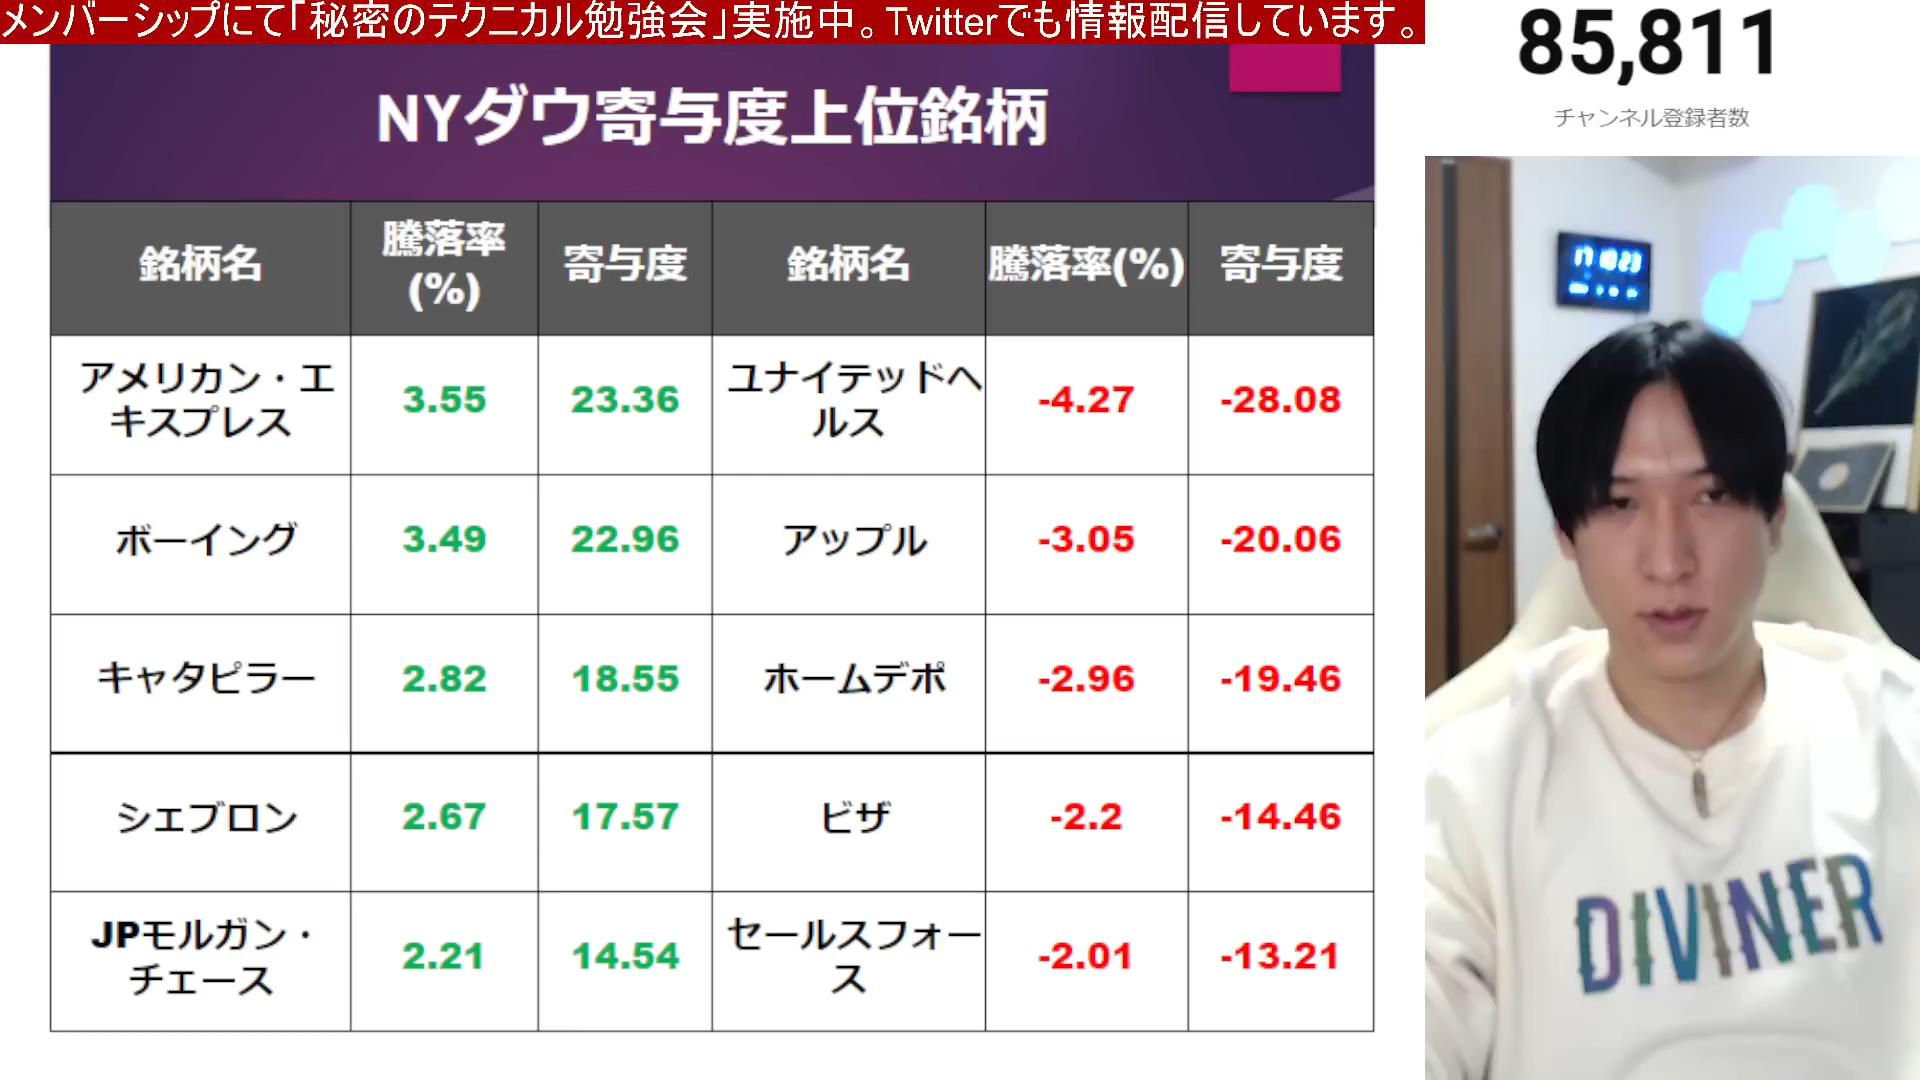 メンバーシップにて「秘密のテクニカル勉強会」実施中。Twitterでも情報配信しています。
85,811
チャンネル登録者数
NYダウ寄与度上位銘柄
銘柄名 騰落率(%) 寄与度 銘柄名 騰落率(%) 寄与度
アメリカン・エキスプレス 3.55 23.36 ユナイテッドヘルス -4.27 -28.08
ボーイング 3.49 22.96 アップル -3.05 -20.06
キャタピラー 2.82 18.55 ホームデポ -2.96 -19.46
シェブロン 2.67 17.57 ビザ -2.2 -14.46
JPモルガン・チェース 2.21 14.54 セールスフォース -2.01 -13.21
DIVINER